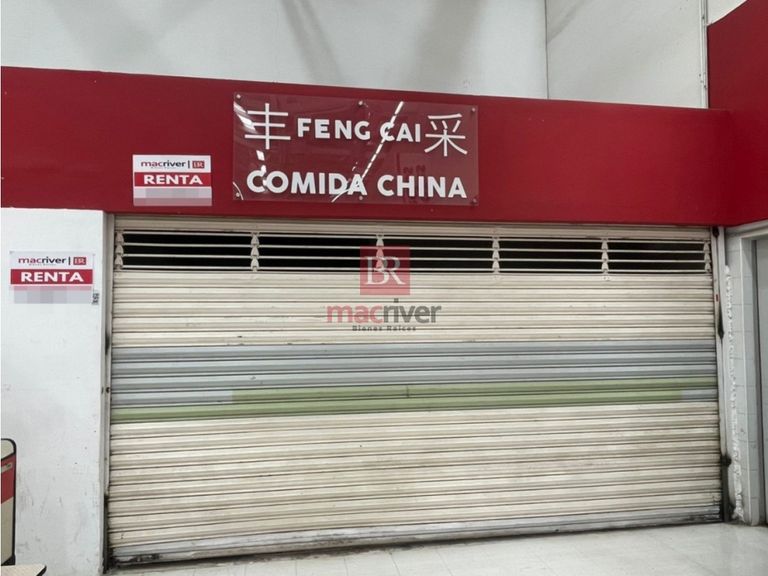 丰 FENG CAI 采
COMIDA CHINA
macriver | BR
RENTA
macriver | BR
RENTA
BR
macriver
Bienes Raíces